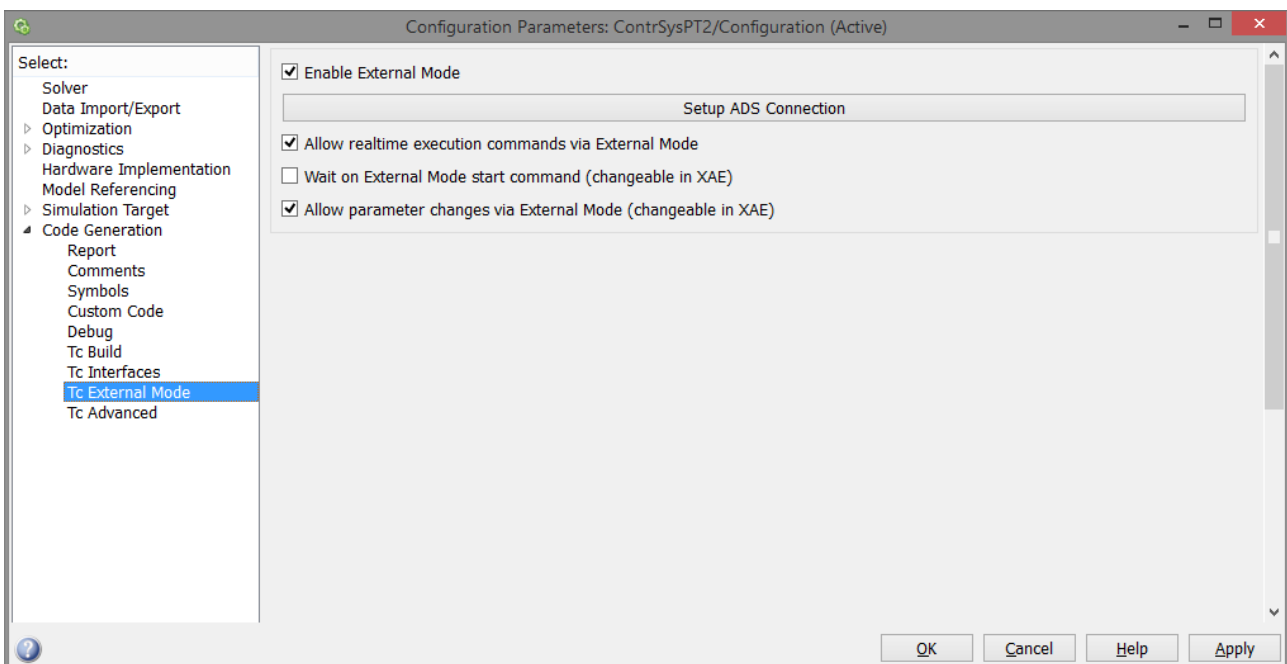 Configuration Parameters: ContrSysPT2/Configuration (Active)
Select:
Solver
Data Import/Export
Optimization
Diagnostics
Hardware Implementation
Model Referencing
Simulation Target
Code Generation
Report
Comments
Symbols
Custom Code
Debug
Tc Build
Tc Interfaces
Tc External Mode
Tc Advanced
Enable External Mode
Setup ADS Connection
Allow realtime execution commands via External Mode
Wait on External Mode start command (changeable in XAE)
Allow parameter changes via External Mode (changeable in XAE)
OK Cancel Help Apply